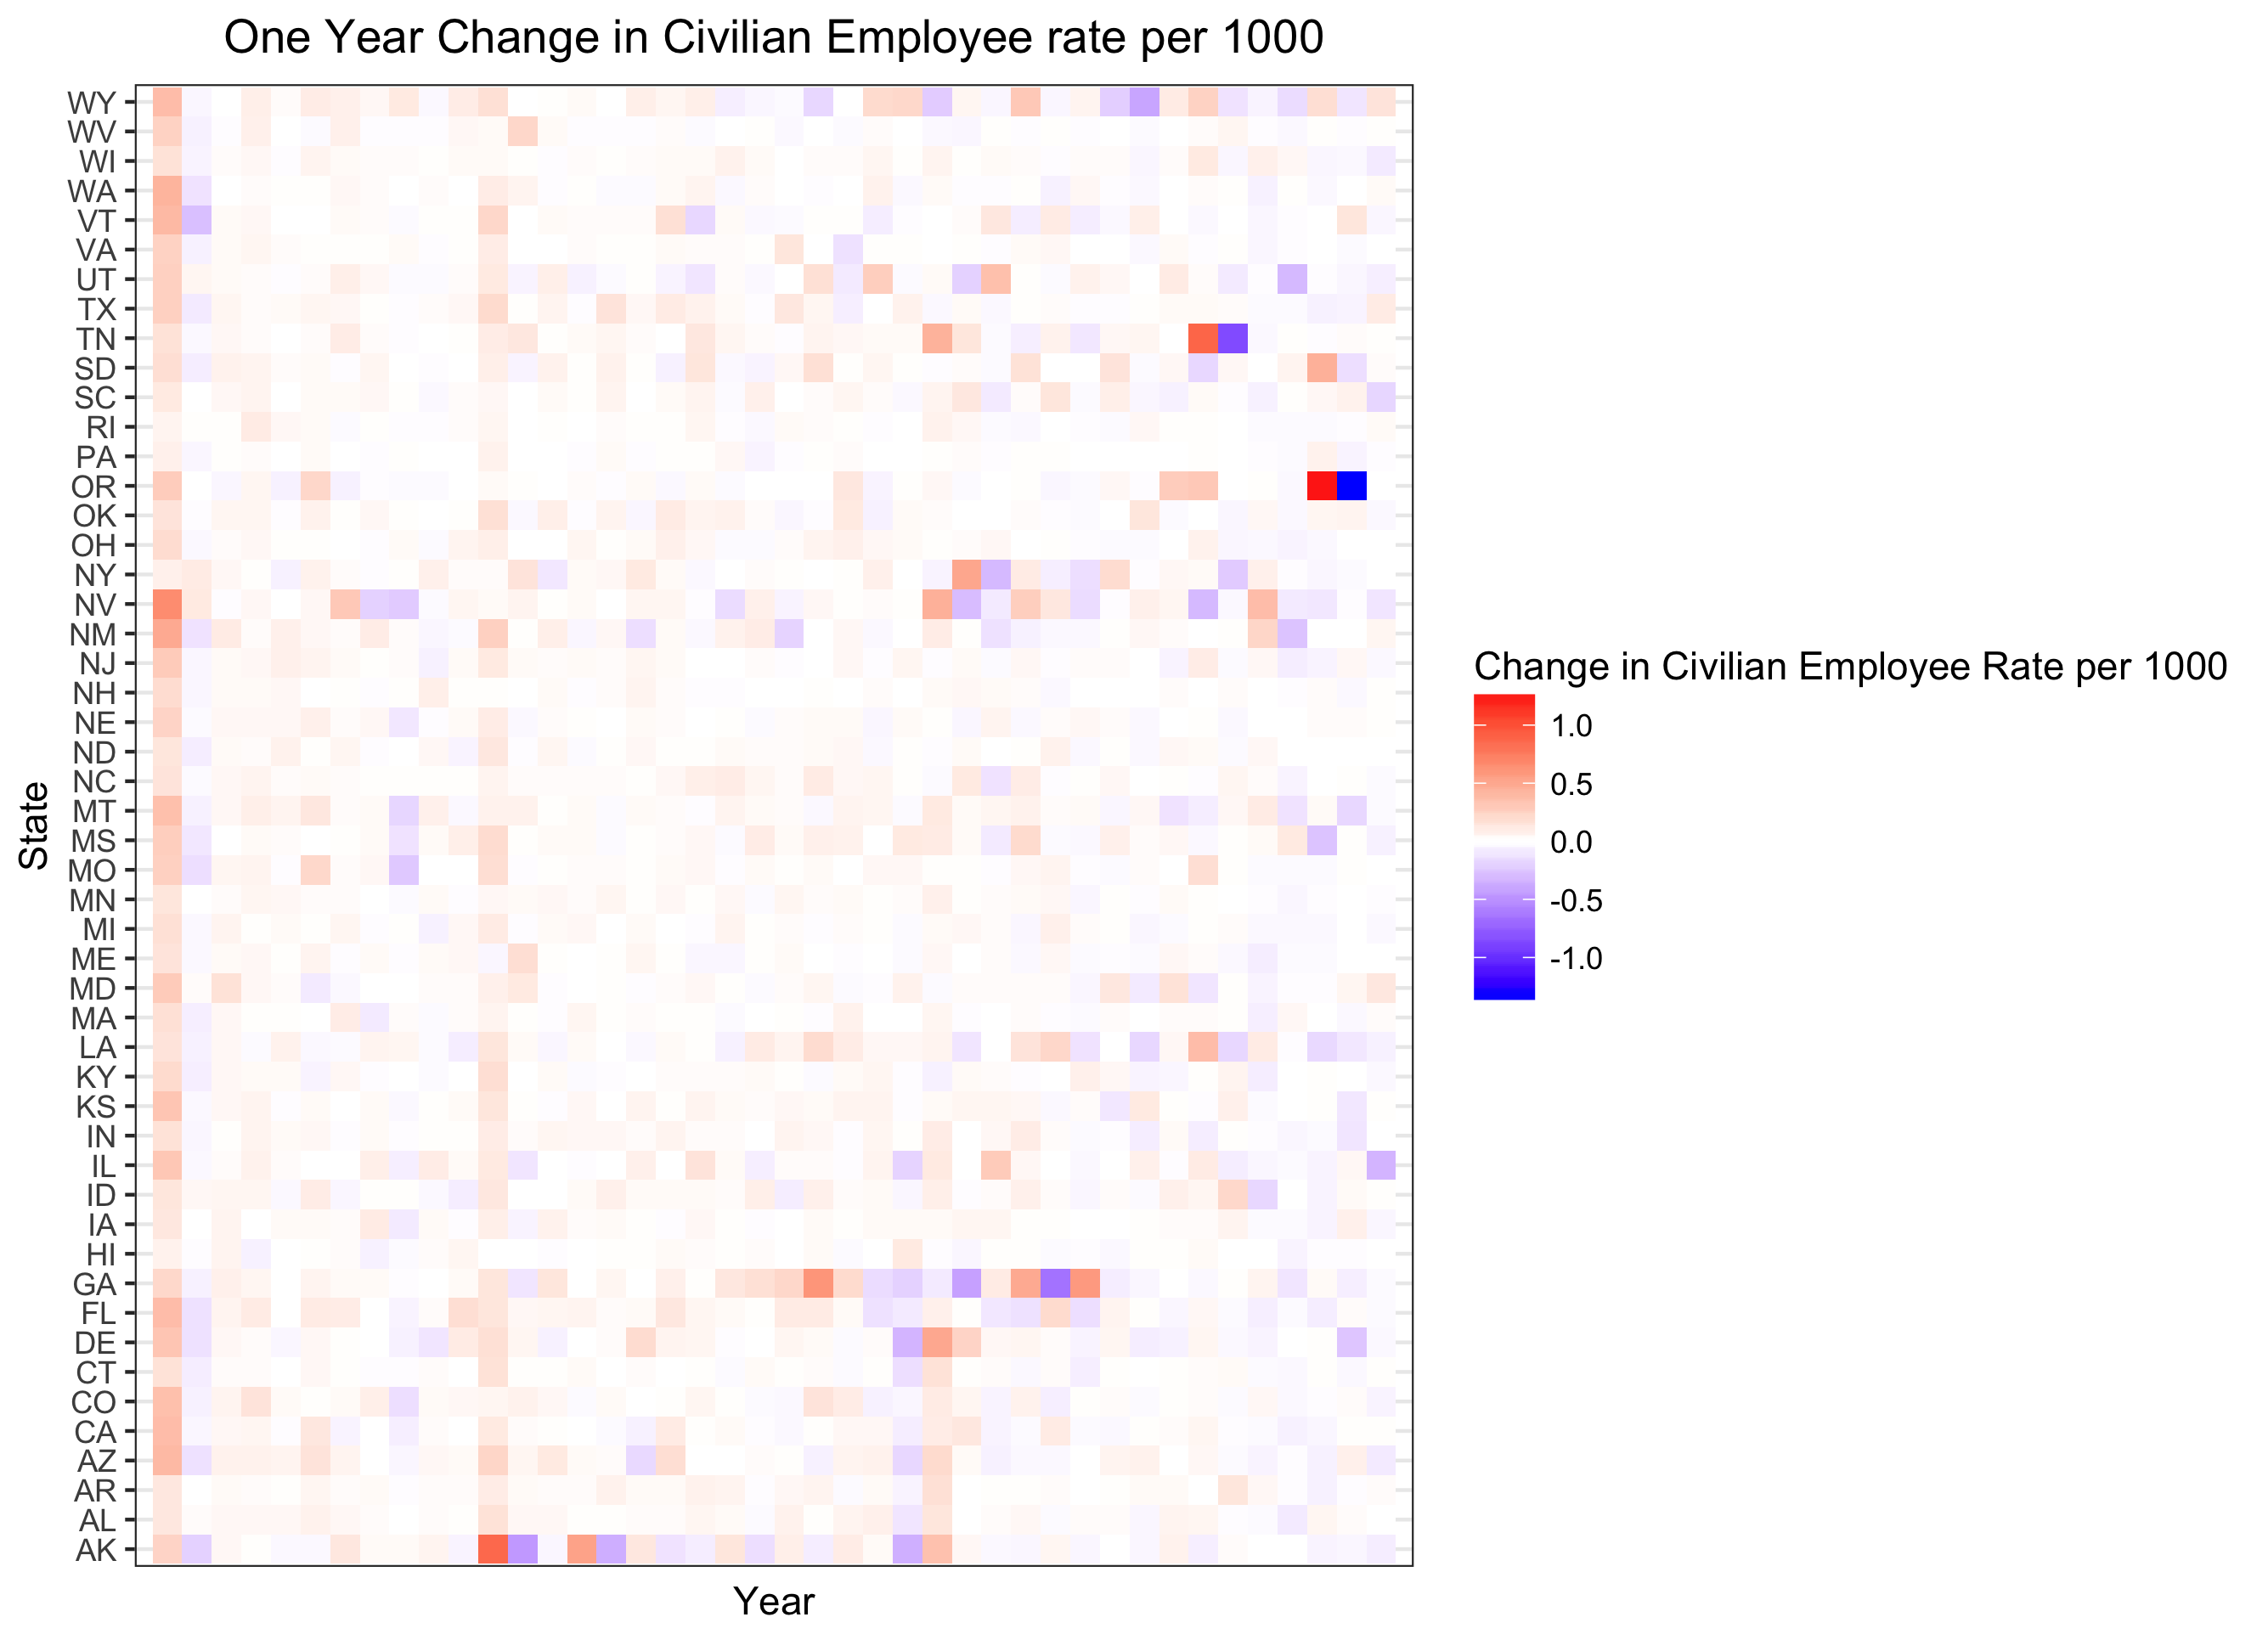 One Year Change in Civilian Employee rate per 1000
WY
WV
WI
WA
VT
VA
UT
TX
TN
SD
SC
RI
PA
OR
OK
OH
NY
NV
NM
NJ
NH
NE
ND
NC
MT
MS
MO
MN
MI
ME
MD
MA
LA
KY
KS
IN
IL
ID
IA
HI
GA
FL
DE
CT
CO
CA
AZ
AR
AL
AK
State
Year
Change in Civilian Employee Rate per 1000
1.0
0.5
0.0
-0.5
-1.0